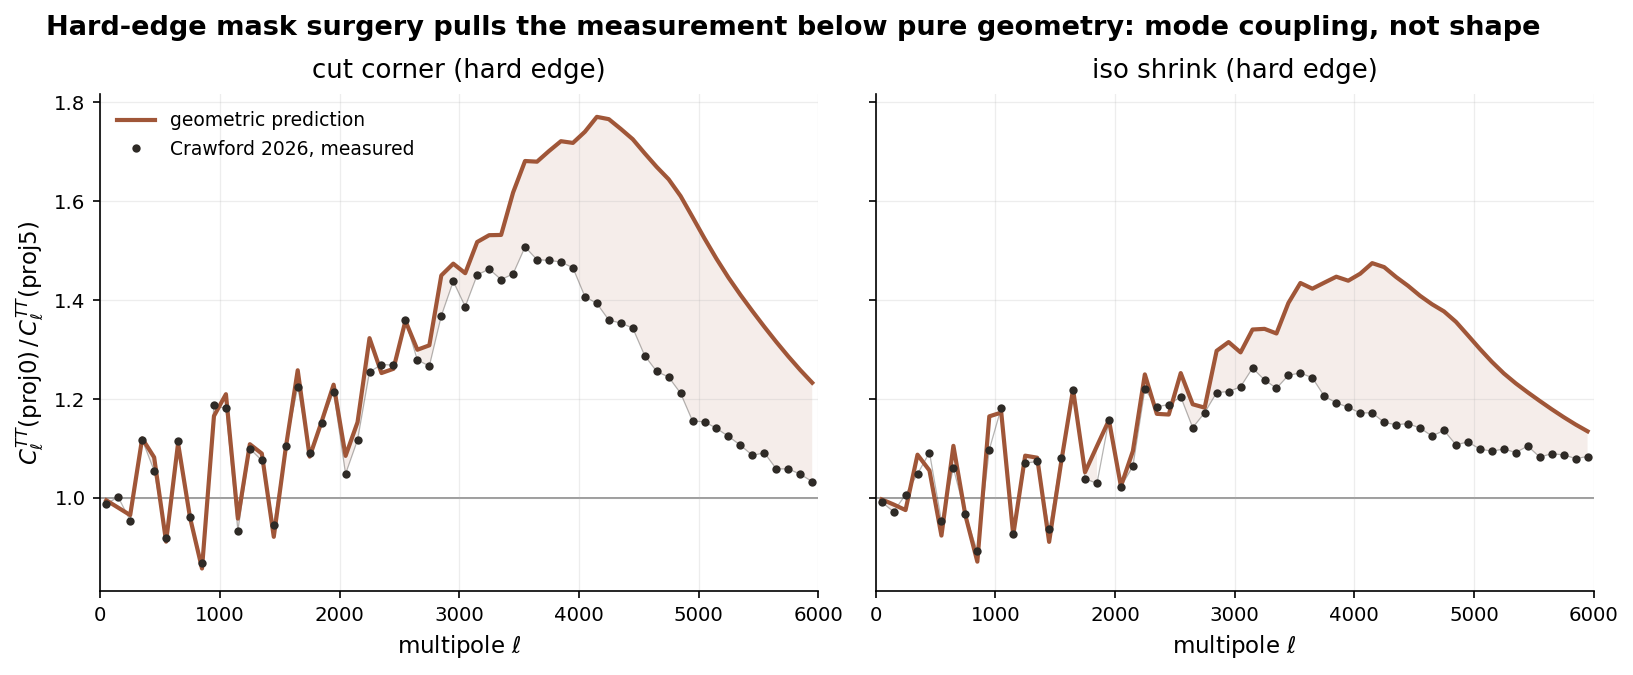 Hard-edge mask surgery pulls the measurement below pure geometry: mode coupling, not shape
cut corner (hard edge)
geometric prediction
Crawford 2026, measured
C_ℓ^{TT}(proj0) / C_ℓ^{TT}(proj5)
1.8
1.6
1.4
1.2
1.0
0
1000
2000
3000
4000
5000
6000
multipole ℓ
iso shrink (hard edge)
0
1000
2000
3000
4000
5000
6000
multipole ℓ